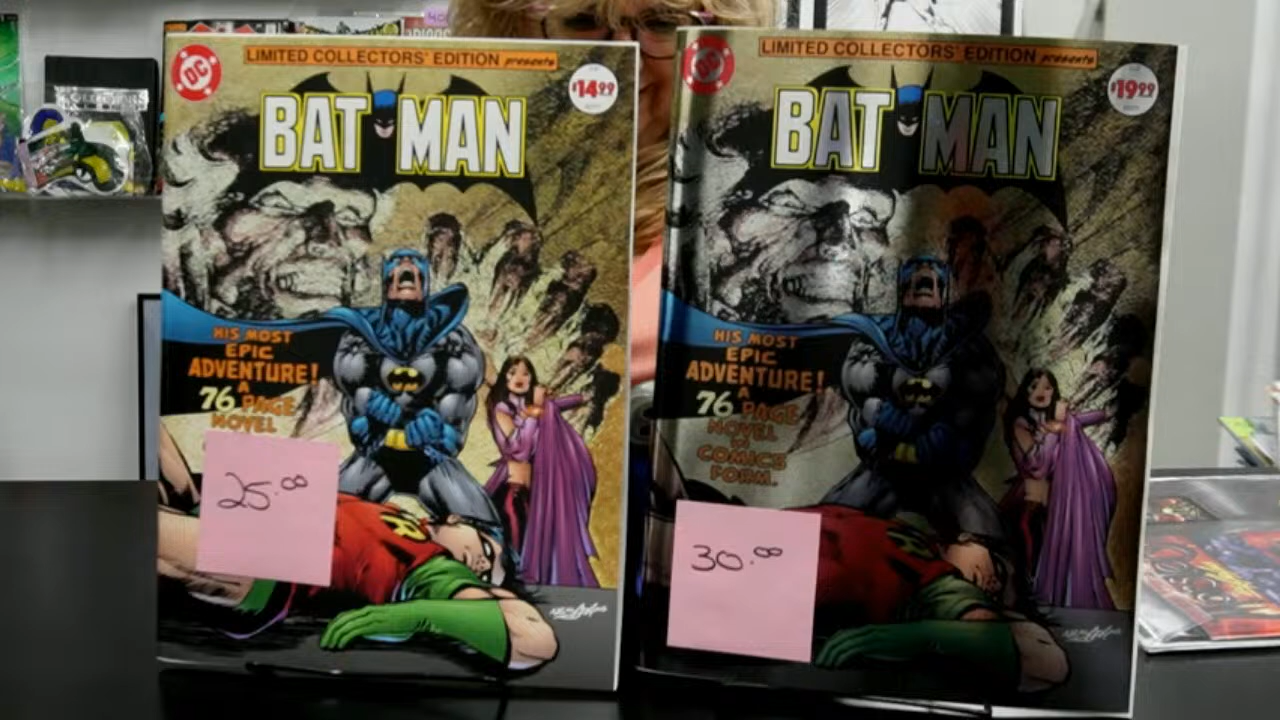 LIMITED COLLECTORS' EDITION presents
DC
$14.99
BATMAN
HIS MOST
EPIC
ADVENTURE!
A
76 PAGE
NOVEL
25.00
LIMITED COLLECTORS' EDITION presents
DC
$19.99
BATMAN
HIS MOST
EPIC
ADVENTURE!
A
76 PAGE
NOVEL
IN
COMICS
FORM.
30.00